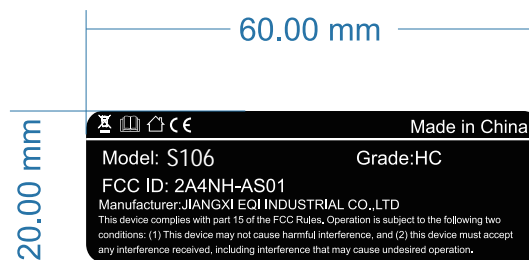 60.00 mm
20.00 mm
CE
Made in China
Model: S106
Grade:HC
FCC ID: 2A4NH-AS01
Manufacturer:JIANGXI EQI INDUSTRIAL CO.,LTD
This device complies with part 15 of the FCC Rules. Operation is subject to the following two
conditions: (1) This device may not cause harmful interference, and (2) this device must accept
any interference received, including interference that may cause undesired operation.